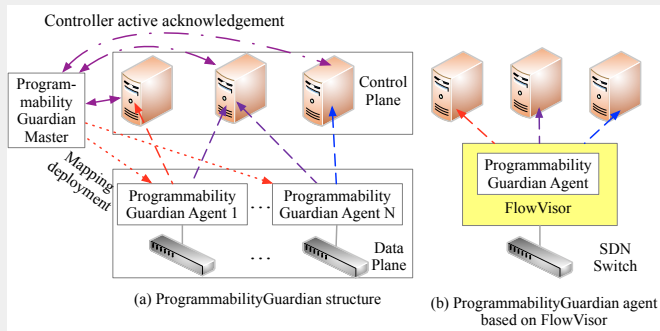 Controller active acknowledgement
Program-
mability
Guardian
Master
Control
Plane
Mapping
deployment
Programmability
Guardian Agent 1
...
Programmability
Guardian Agent N
...
Data
Plane
(a) ProgrammabilityGuardian structure
Programmability
Guardian Agent
FlowVisor
SDN
Switch
(b) ProgrammabilityGuardian agent
based on FlowVisor